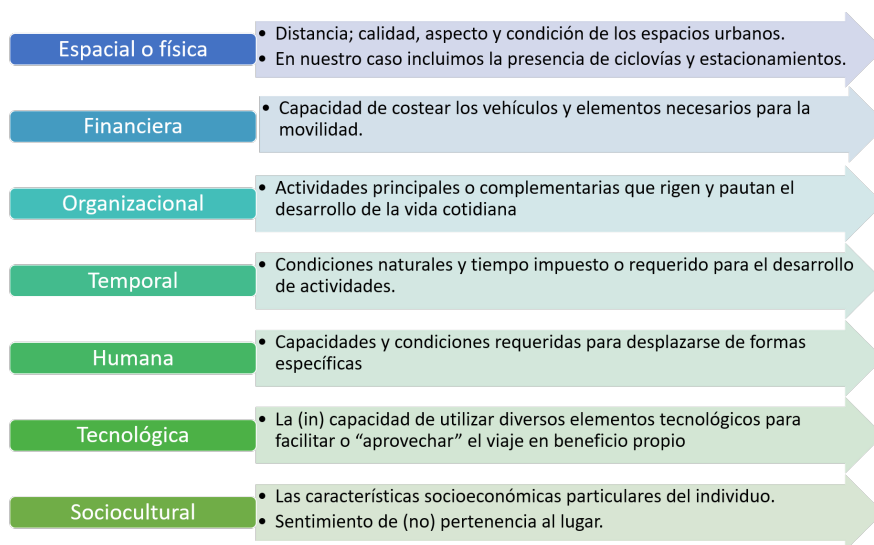 Espacial o física
• Distancia; calidad, aspecto y condición de los espacios urbanos.
• En nuestro caso incluimos la presencia de ciclovías y estacionamientos.
Financiera
• Capacidad de costear los vehículos y elementos necesarios para la
movilidad.
Organizacional
• Actividades principales o complementarias que rigen y pautan el
desarrollo de la vida cotidiana
Temporal
• Condiciones naturales y tiempo impuesto o requerido para el desarrollo
de actividades.
Humana
• Capacidades y condiciones requeridas para desplazarse de formas
específicas
Tecnológica
• La (in) capacidad de utilizar diversos elementos tecnológicos para
facilitar o “aprovechar” el viaje en beneficio propio
Sociocultural
• Las características socioeconómicas particulares del individuo.
• Sentimiento de (no) pertenencia al lugar.